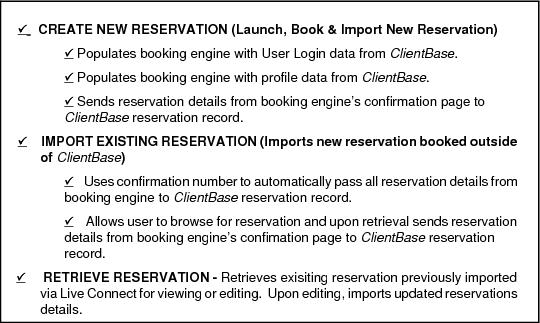 ✓ CREATE NEW RESERVATION (Launch, Book & Import New Reservation)
✓ Populates booking engine with User Login data from ClientBase.
✓ Populates booking engine with profile data from ClientBase.
✓ Sends reservation details from booking engine's confirmation page to
ClientBase reservation record.
✓ IMPORT EXISTING RESERVATION (Imports new reservation booked outside
of ClientBase)
✓ Uses confirmation number to automatically pass all reservation details from
booking engine to ClientBase reservation record.
✓ Allows user to browse for reservation and upon retrieval sends reservation
details from booking engine's confimation page to ClientBase reservation
record.
✓ RETRIEVE RESERVATION - Retrieves exisiting reservation previously imported
via Live Connect for viewing or editing. Upon editing, imports updated reservations
details.